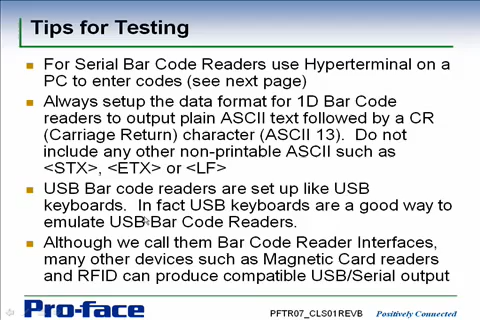 Tips for Testing
For Serial Bar Code Readers use Hyperterminal on a
PC to enter codes (see next page)
Always setup the data format for 1D Bar Code
readers to output plain ASCII text followed by a CR
(Carriage Return) character (ASCII 13).  Do not
include any other non-printable ASCII such as
<STX>, <ETX> or <LF>
USB Bar code readers are set up like USB
keyboards.  In fact USB keyboards are a good way to
emulate USB Bar Code Readers.
Although we call them Bar Code Reader Interfaces,
many other devices such as Magnetic Card readers
and RFID can produce compatible USB/Serial output
Pro-face
PFTR07_CLS01REVB
Positively Connected